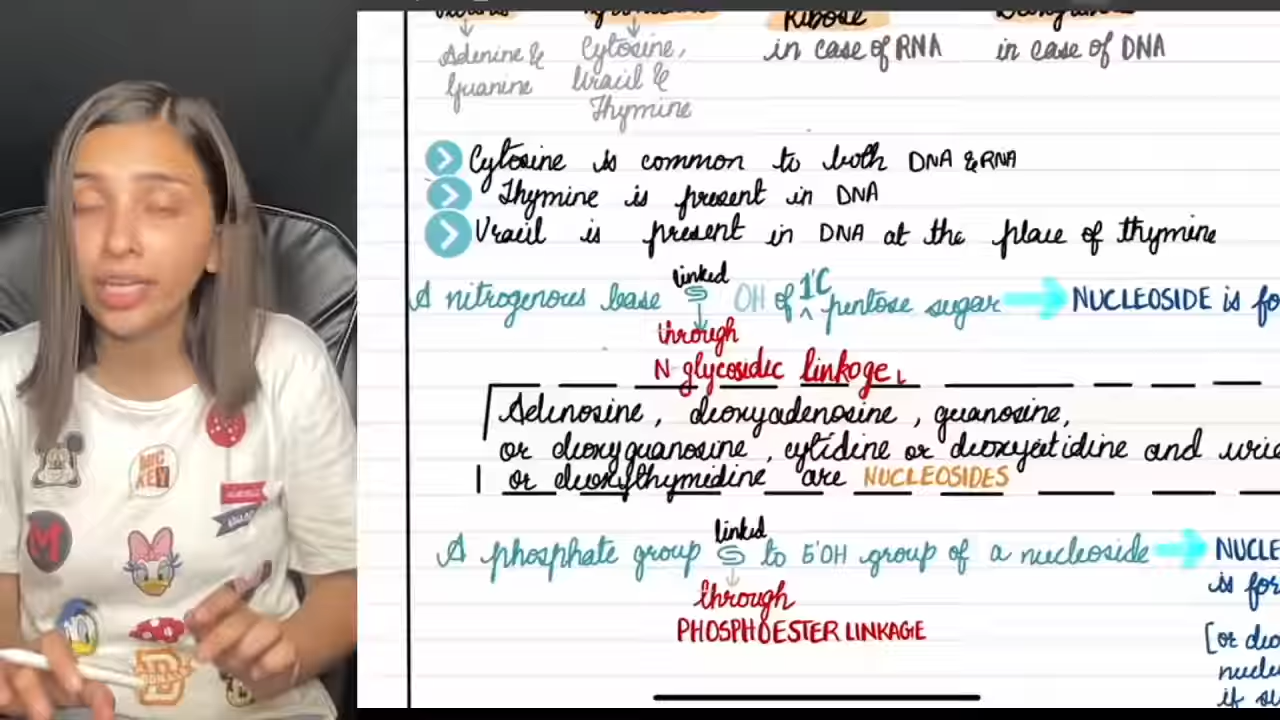 Ribose
Adenine & Cytosine, in case of RNA in case of DNA
Guanine Uracil &
Thymine
Cytosine is common to both DNA & RNA
Thymine is present in DNA
Uracil is present in DNA at the place of thymine
linked
A nitrogenous base OH of 1'C pentose sugar NUCLEOSIDE is fo
through
N-glycosidic linkage
Adenosine, deoxyadenosine, guanosine,
or deoxyguanosine, cytidine or deoxycytidine and
or deoxythymidine are NUCLEOSIDES
linked
A phosphate group to 5'OH group of a nucleoside NUCLE
through is for
PHOSPHOESTER LINKAGE
[or deo
nucle
if su
M